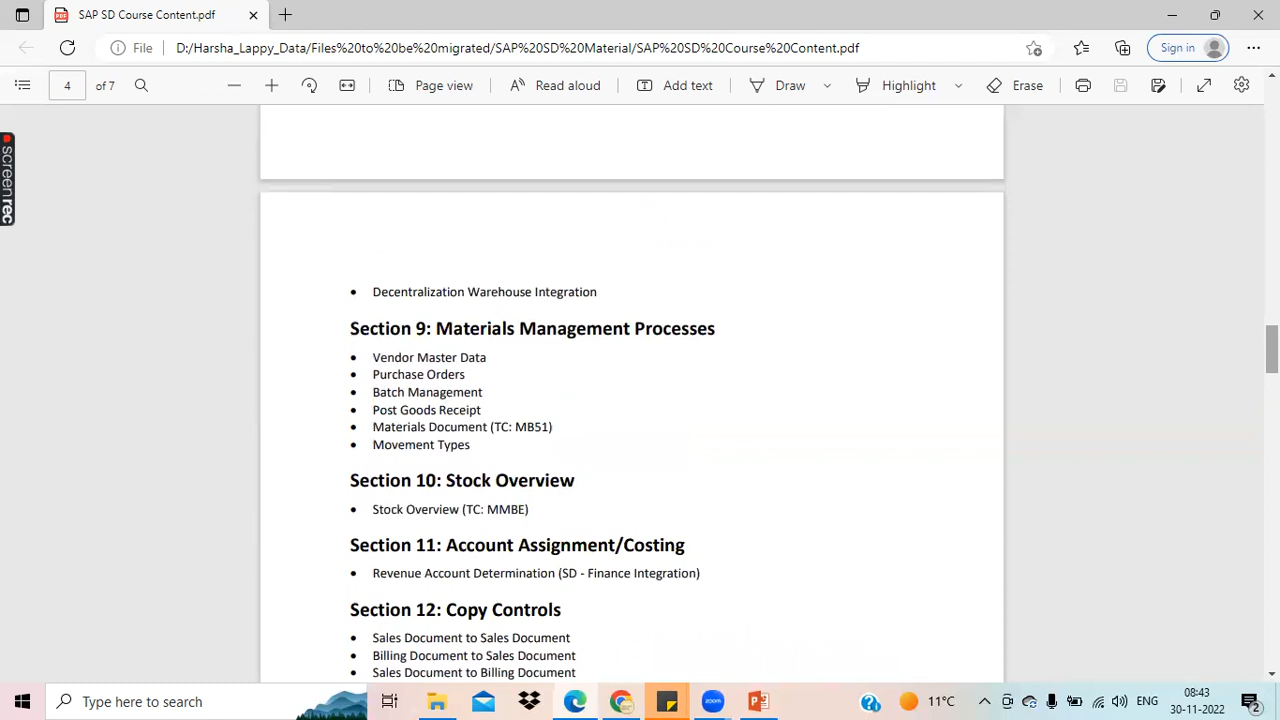 SAP SD Course Content.pdf
File
D:/Harsha_Lappy_Data/Files%20to%20be%20migrated/SAP%20SD%20Material/SAP%20SD%20Course%20Content.pdf
Sign in
4 of 7
Page view
Read aloud
Add text
Draw
Highlight
Erase
screenrec
• Decentralization Warehouse Integration
Section 9: Materials Management Processes
• Vendor Master Data
• Purchase Orders
• Batch Management
• Post Goods Receipt
• Materials Document (TC: MB51)
• Movement Types
Section 10: Stock Overview
• Stock Overview (TC: MMBE)
Section 11: Account Assignment/Costing
• Revenue Account Determination (SD - Finance Integration)
Section 12: Copy Controls
• Sales Document to Sales Document
• Billing Document to Sales Document
• Sales Document to Billing Document
Type here to search
zoom
11°C
ENG
08:43
30-11-2022
2